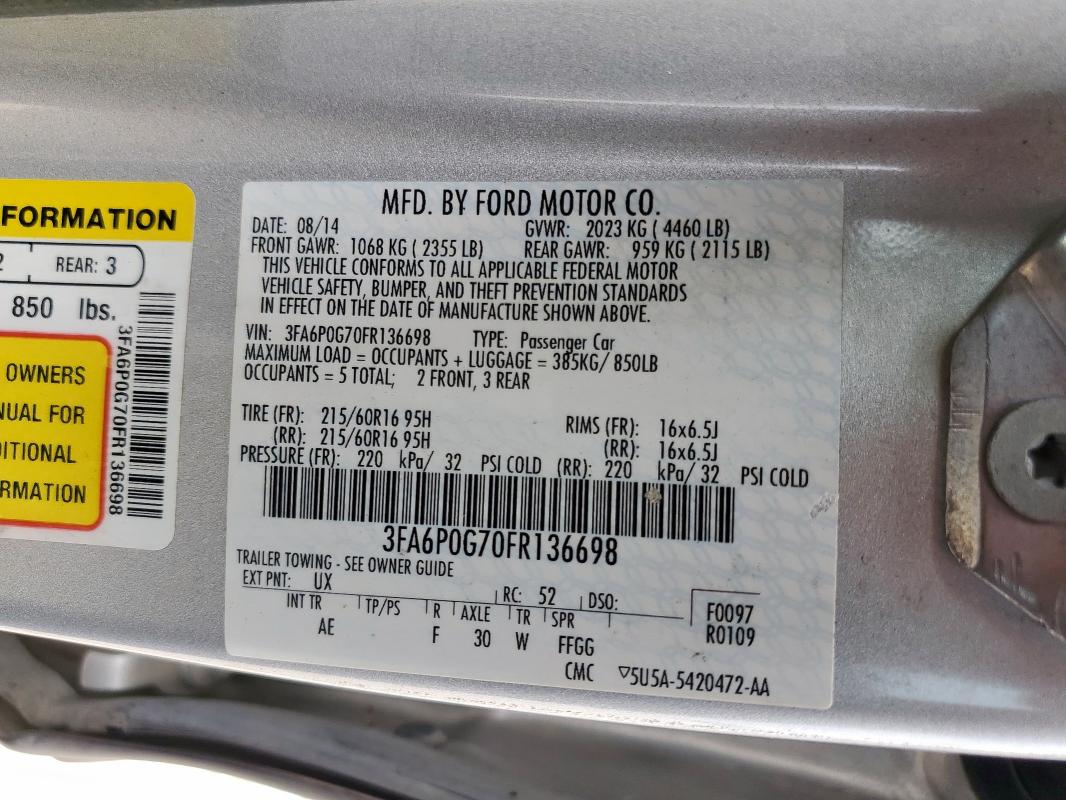 FORMATION
2 REAR: 3
850 lbs.
OWNERS
NUAL FOR
DITIONAL
RMATION
3FA6P0G70FR136698
MFD. BY FORD MOTOR CO.
DATE: 08/14 GVWR: 2023 KG ( 4460 LB)
FRONT GAWR: 1068 KG ( 2355 LB) REAR GAWR: 959 KG ( 2115 LB)
THIS VEHICLE CONFORMS TO ALL APPLICABLE FEDERAL MOTOR
VEHICLE SAFETY, BUMPER, AND THEFT PREVENTION STANDARDS
IN EFFECT ON THE DATE OF MANUFACTURE SHOWN ABOVE.
VIN: 3FA6P0G70FR136698 TYPE: Passenger Car
MAXIMUM LOAD = OCCUPANTS + LUGGAGE = 385KG/ 850LB
OCCUPANTS = 5 TOTAL; 2 FRONT, 3 REAR
TIRE (FR): 215/60R16 95H RIMS (FR): 16x6.5J
(RR): 215/60R16 95H (RR): 16x6.5J
PRESSURE (FR): 220 kPa/ 32 PSI COLD (RR): 220 kPa/ 32 PSI COLD
3FA6P0G70FR136698
TRAILER TOWING - SEE OWNER GUIDE
EXT PNT: UX RC: 52 DSO: F0097
INT TR TP/PS R AXLE TR SPR R0109
AE F 30 W FFGG
CMC ▽5U5A-5420472-AA